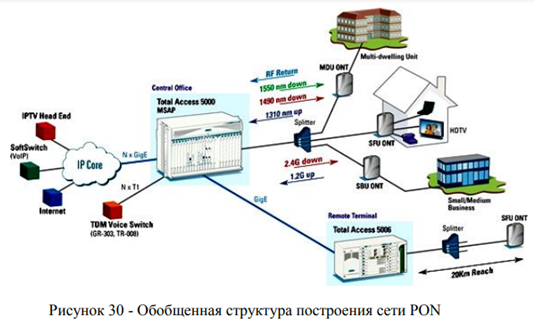 Multi-dwelling Unit
RF Return
1550 nm down
1490 nm down
1310 nm up
MDU ONT
Central Office
Total Access 5000
MSAP
IPTV Head End
SoftSwitch
(VoIP)
IP Core
N x GigE
Splitter
SFU ONT
HDTV
Internet
N x T1
TDM Voice Switch
(GR-303, TR-008)
2.4G down
1.2G up
SBU ONT
Small/Medium
Business
GigE
Remote Terminal
Total Access 5006
Splitter
SFU ONT
20Km Reach
Рисунок 30 - Обобщенная структура построения сети PON